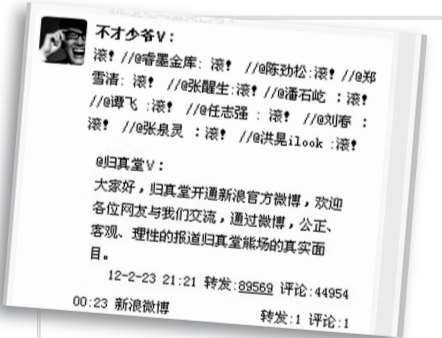 不才少爷V：
滚！ //@睿墨金库: 滚！ //@陈劲松:滚！//@郑
雪清: 滚！ //@张醒生:滚！//@潘石屹 :滚！
//@谭飞 :滚！//@任志强 : 滚！ //@刘春 :
滚！ //@张泉灵 :滚！//@洪晃ilook :滚！
@归真堂V：
大家好，归真堂开通新浪官方微博，欢迎
各位网友与我们交流，通过微博，公正、
客观、理性的报道归真堂熊场的真实面
目。
12-2-23 21:21 转发:89569 评论:44954
00:23 新浪微博 转发:1 评论:1